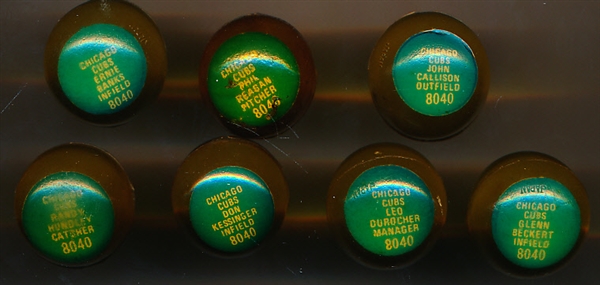 CHICAGO
CUBS
ERNIE
BANKS
INFIELD
8040
CHICAGO
CUBS
PHIL
REAGAN
PITCHER
8040
CHICAGO
CUBS
JOHN
CALLISON
OUTFIELD
8040
CHICAGO
CUBS
RANDY
HUNDLEY
CATCHER
8040
CHICAGO
CUBS
DON
KESSINGER
INFIELD
8040
CHICAGO
CUBS
LEO
DUROCHER
MANAGER
8040
CHICAGO
CUBS
GLENN
BECKERT
INFIELD
8040